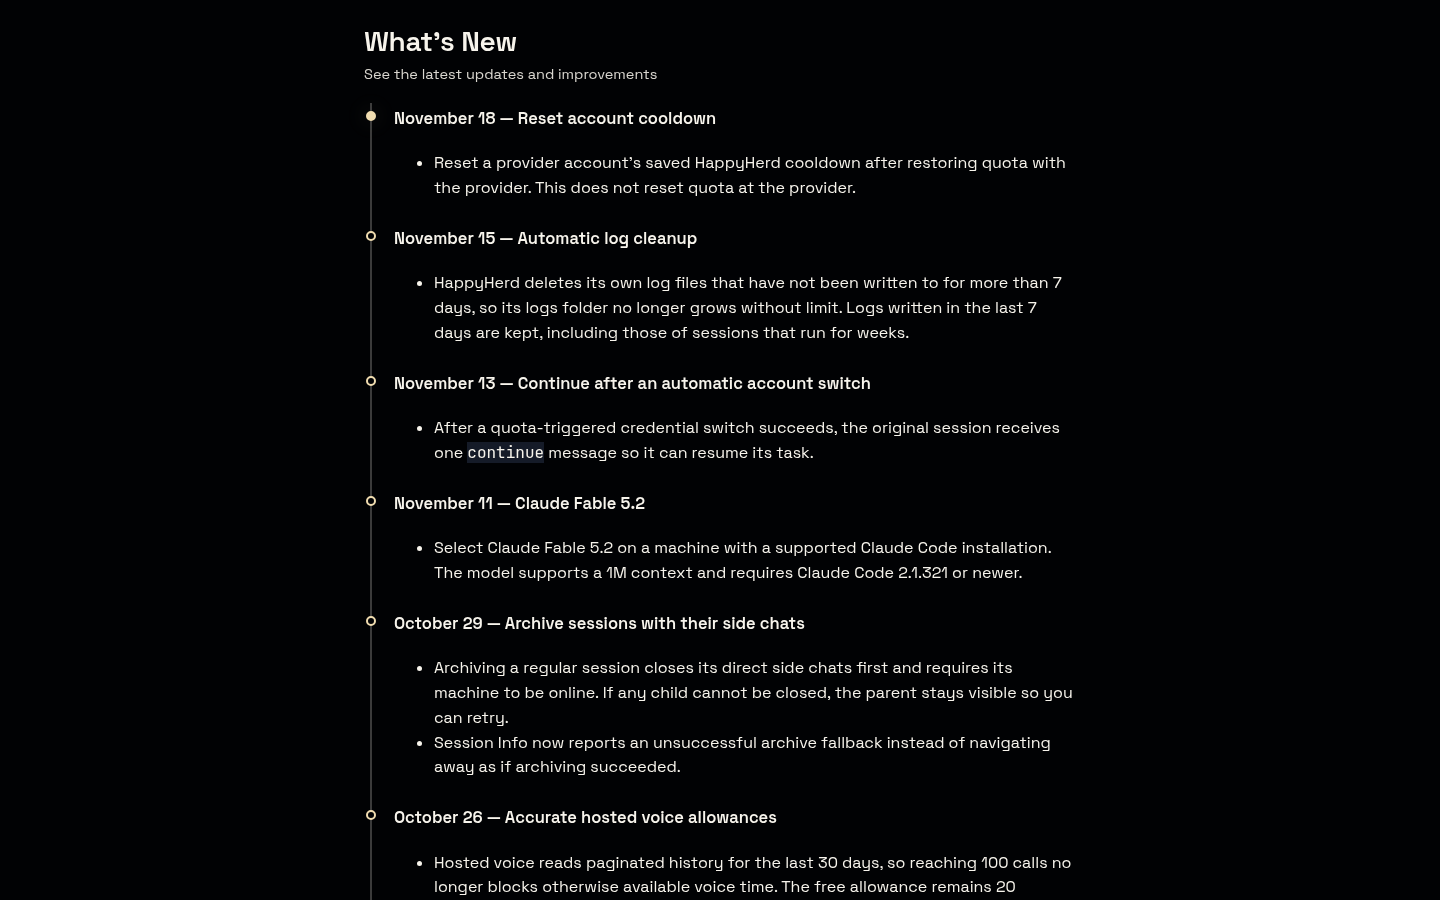 What's New
See the latest updates and improvements
November 18 — Reset account cooldown
• Reset a provider account's saved HappyHerd cooldown after restoring quota with
the provider. This does not reset quota at the provider.
November 15 — Automatic log cleanup
• HappyHerd deletes its own log files that have not been written to for more than 7
days, so its logs folder no longer grows without limit. Logs written in the last 7
days are kept, including those of sessions that run for weeks.
November 13 — Continue after an automatic account switch
• After a quota-triggered credential switch succeeds, the original session receives
one continue message so it can resume its task.
November 11 — Claude Fable 5.2
• Select Claude Fable 5.2 on a machine with a supported Claude Code installation.
The model supports a 1M context and requires Claude Code 2.1.321 or newer.
October 29 — Archive sessions with their side chats
• Archiving a regular session closes its direct side chats first and requires its
machine to be online. If any child cannot be closed, the parent stays visible so you
can retry.
• Session Info now reports an unsuccessful archive fallback instead of navigating
away as if archiving succeeded.
October 26 — Accurate hosted voice allowances
• Hosted voice reads paginated history for the last 30 days, so reaching 100 calls no
longer blocks otherwise available voice time. The free allowance remains 20